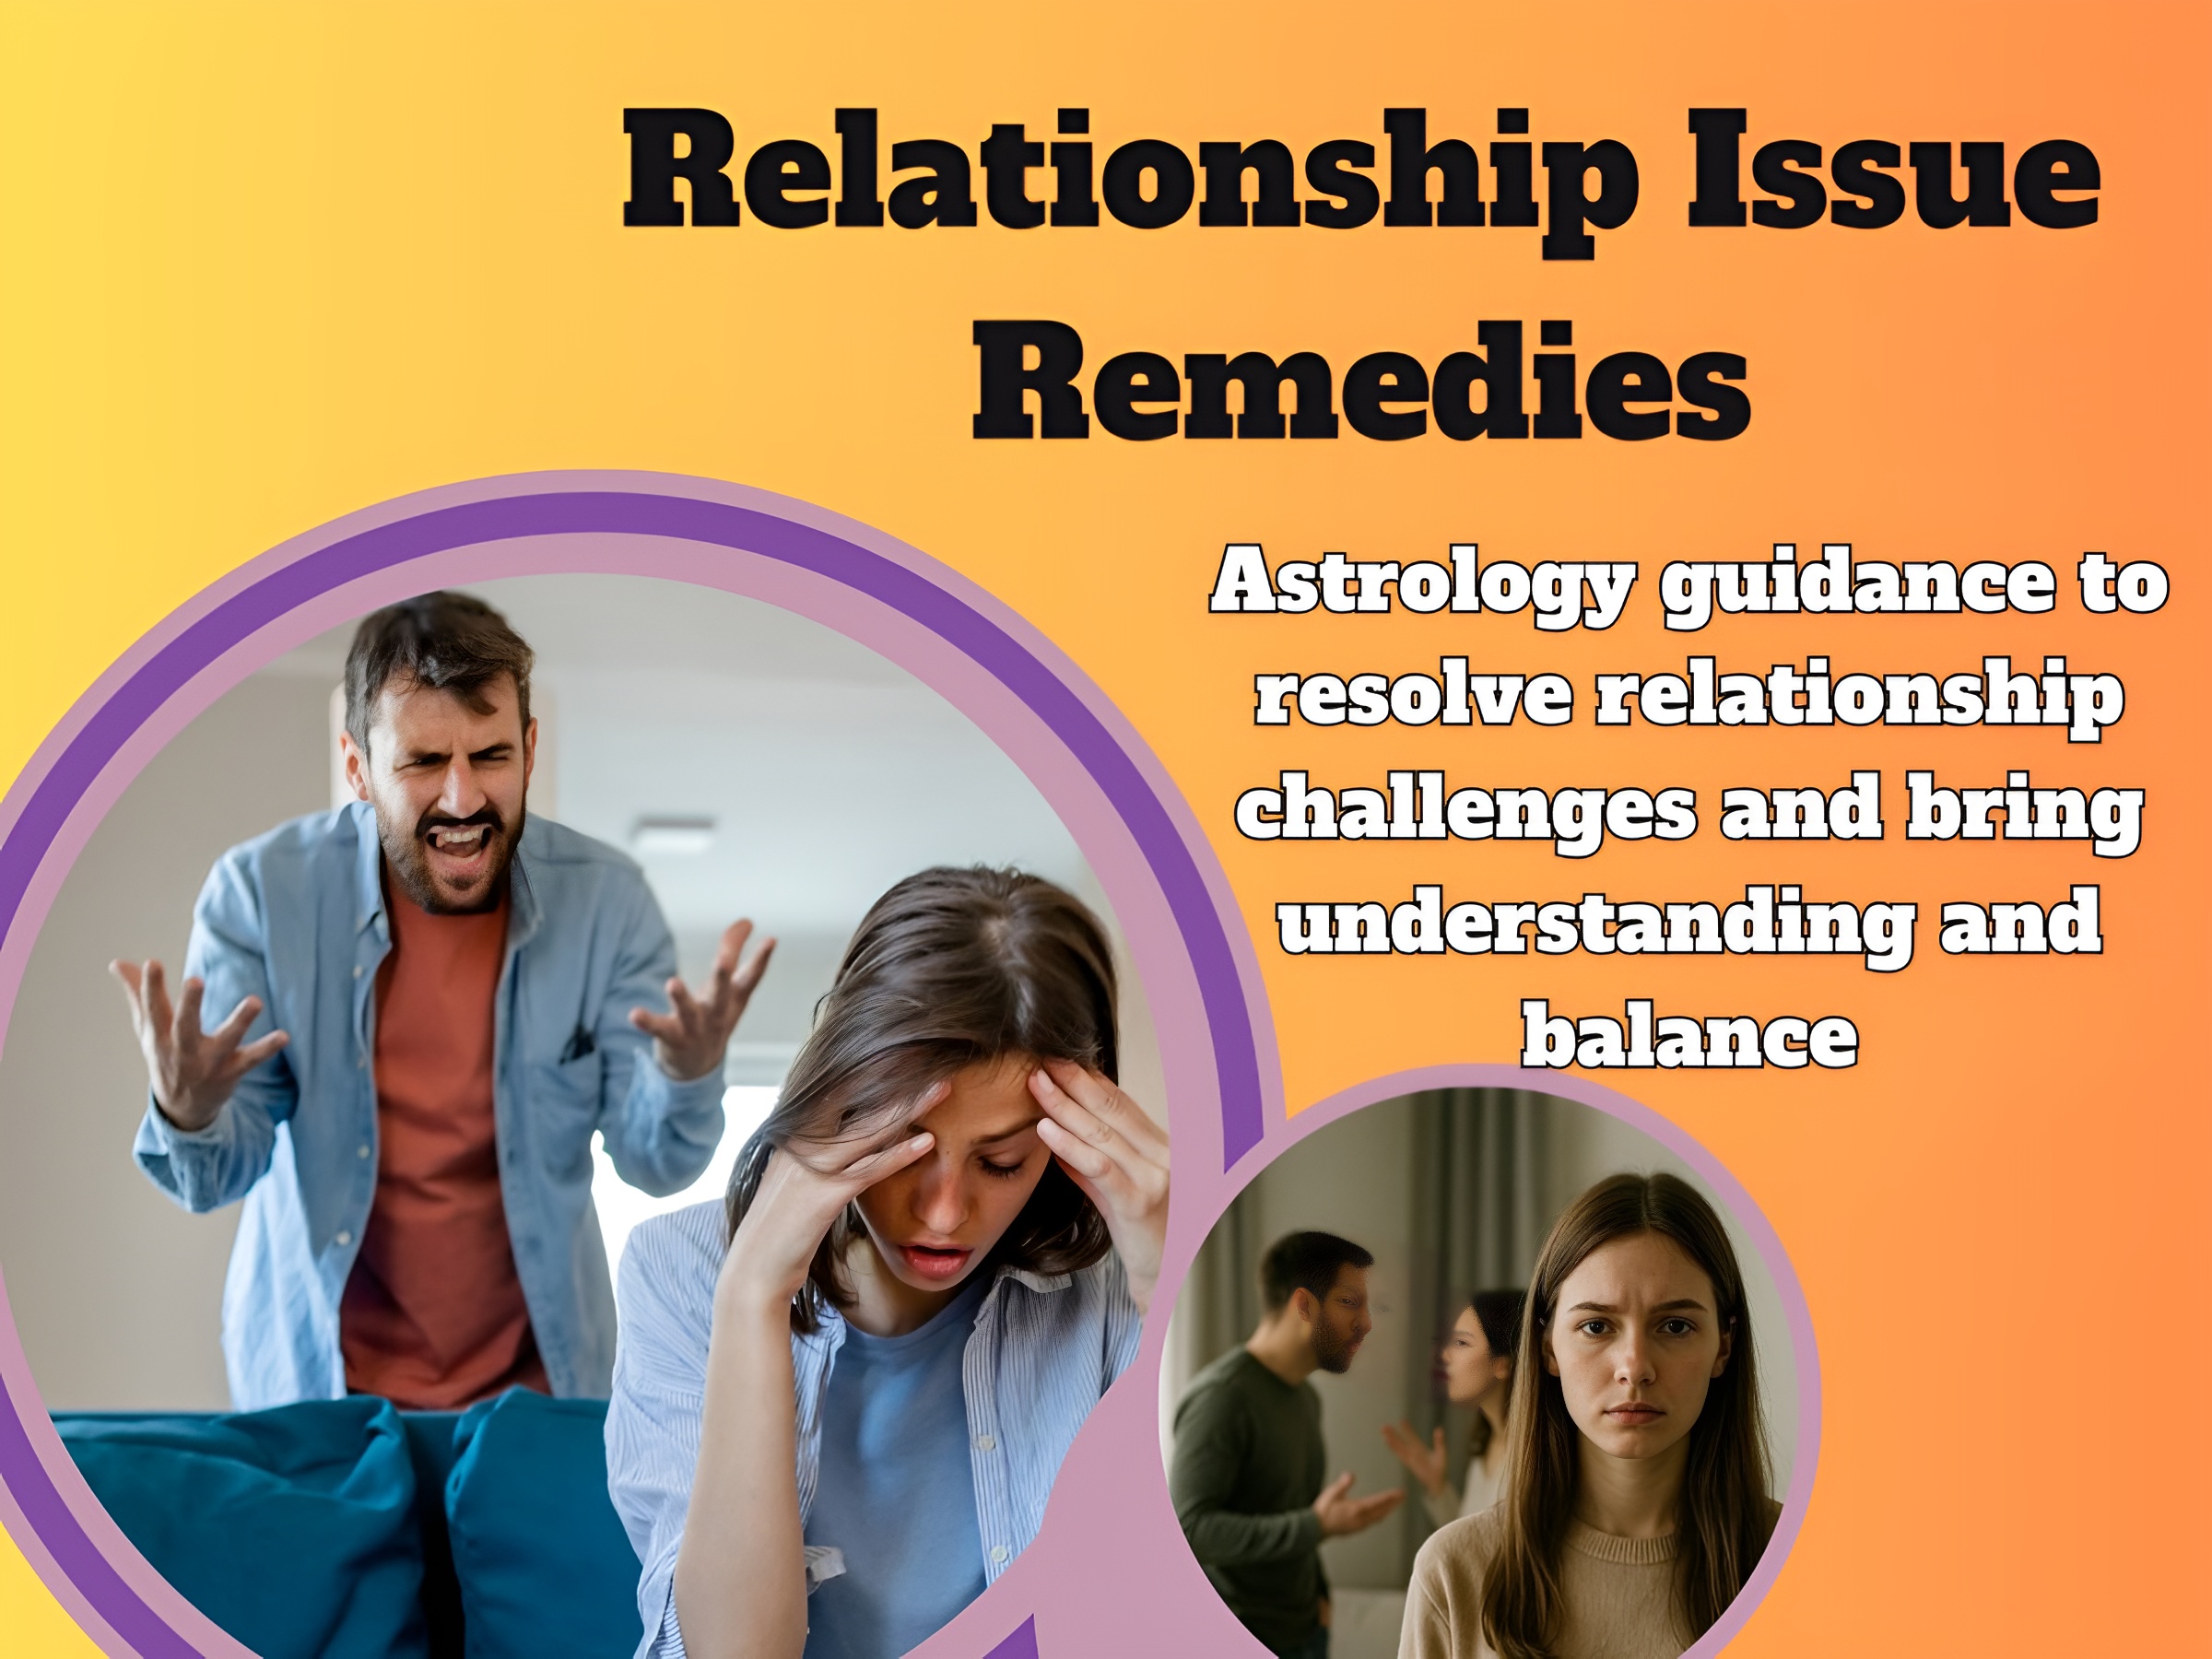 Relationship Issue
Remedies
Astrology guidance to
resolve relationship
challenges and bring
understanding and
balance